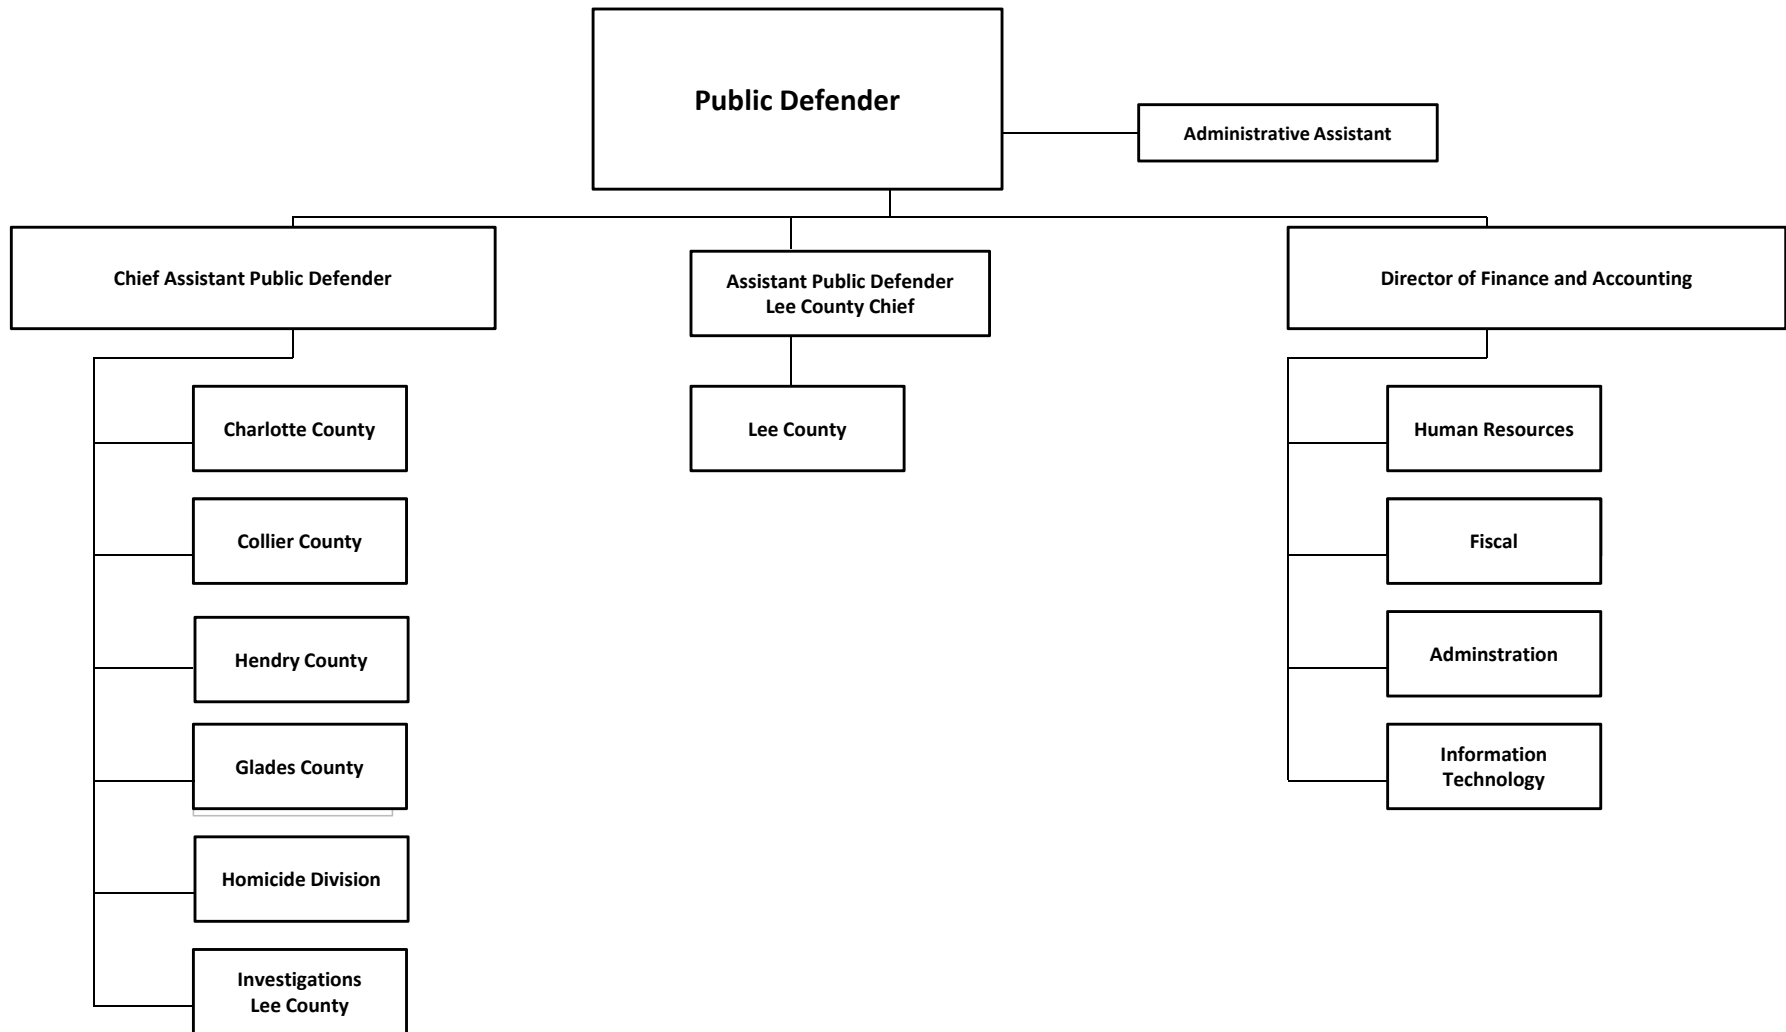 Public Defender
Administrative Assistant
Chief Assistant Public Defender
Assistant Public Defender
Lee County Chief
Director of Finance and Accounting
Charlotte County
Lee County
Human Resources
Collier County
Fiscal
Hendry County
Adminstration
Glades County
Information
Technology
Homicide Division
Investigations
Lee County